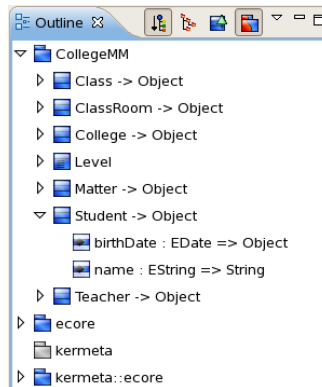 Outline
CollegeMM
Class -> Object
ClassRoom -> Object
College -> Object
Level
Matter -> Object
Student -> Object
birthDate : EDate => Object
name : EString => String
Teacher -> Object
ecore
kermeta
kermeta::ecore